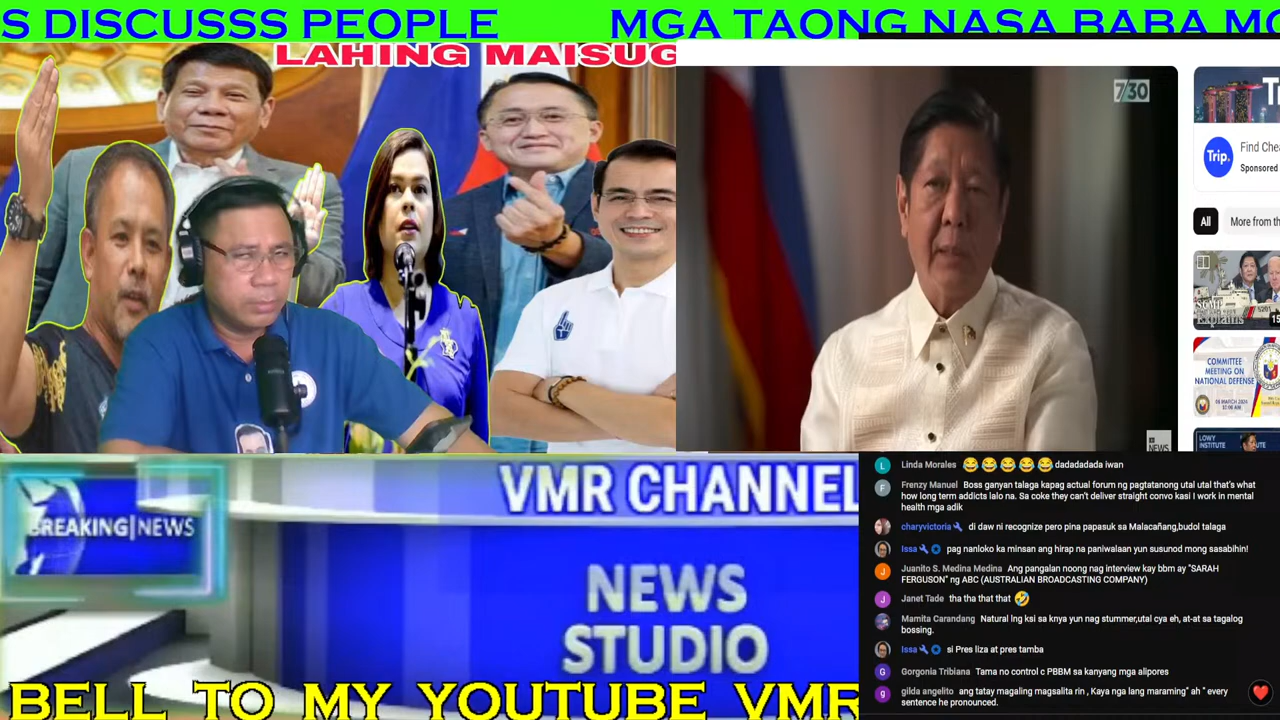 S DISCUSSS PEOPLE MGA TAONG NASA BABA
LAHING MAISUG
7/30
NEWS
Trip.
Find Chea
Sponsored
All More from th
Explains
COMMITTEE
MEETING ON
NATIONAL DEFENSE
LOWY
INSTITUTE
VMR CHANNEL
BREAKING|NEWS
NEWS
STUDIO
BELL TO MY YOUTUBE VMR
L Linda Morales 😂😂😂😂😂 dadadadada iwan
F Frenzy Manuel Boss ganyan talaga kapag actual forum ng pagtatanong utal utal that's what
how long term addicts lalo na. Sa coke they can't deliver straight convo kasi I work in mental
health mga adik
charyvictoria di daw ni recognize pero pina papasuk sa Malacañang,budol talaga
Issa pag nanloko ka minsan ang hirap na paniwalaan yun susunod mong sasabihin!
J Juanito S. Medina Medina Ang pangalan noong nag interview kay bbm ay "SARAH
FERGUSON" ng ABC (AUSTRALIAN BROADCASTING COMPANY)
J Janet Tade tha tha that that 🤣
Mamita Carandang Natural lng ksi sa knya yun nag stummer,utal cya eh, at-at sa tagalog
bossing.
Issa si Pres liza at pres tamba
G Gorgonia Tribiana Tama no control c PBBM sa kanyang mga alipores
g gilda angelito ang tatay magaling magsalita rin , Kaya nga lang maraming" ah " every
sentence he pronounced.